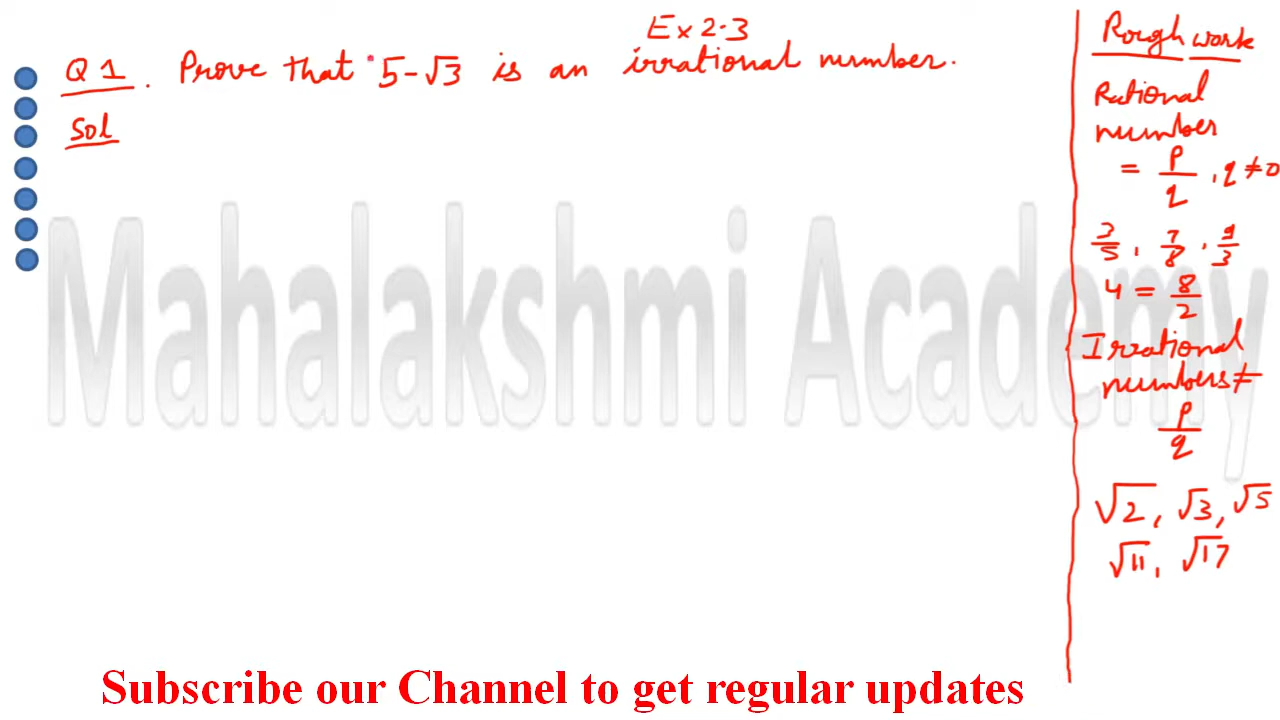 Ex 2.3
Q 1. Prove that 5-√3 is an irrational number.
Sol
Rough work
Rational
number
= p/q, q ≠ 0
3/5, 7/8, 9/3
4 = 8/2
Irrational
numbers ≠
p/q
√2, √3, √5
√11, √17
Mahalakshmi Academy
Subscribe our Channel to get regular updates